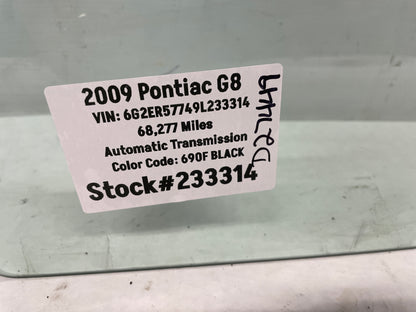 2009 Pontiac G8
VIN: 6G2ER57749L233314
68,277 Miles
Automatic Transmission
Color Code: 690F BLACK
Stock#233314